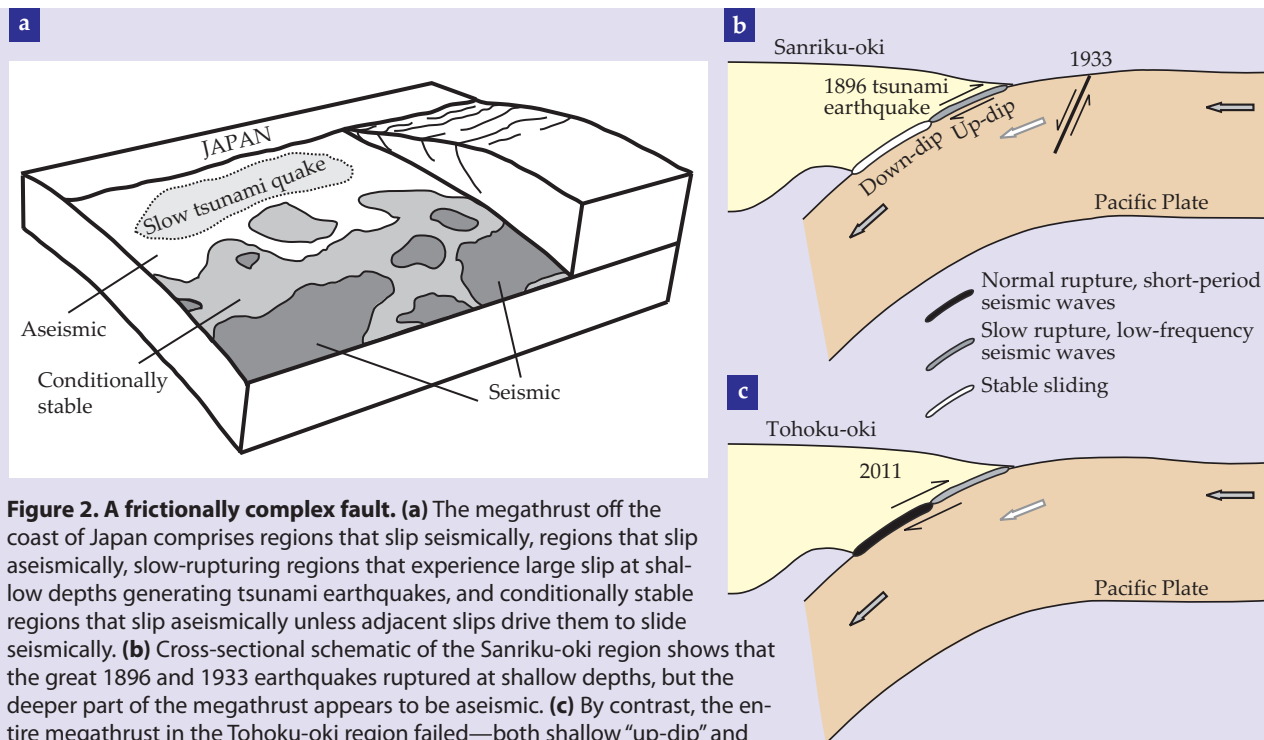 a
JAPAN
Slow tsunami quake
Aseismic
Conditionally
stable
Seismic
Figure 2. A frictionally complex fault. (a) The megathrust off the
coast of Japan comprises regions that slip seismically, regions that slip
aseismically, slow-rupturing regions that experience large slip at shal-
low depths generating tsunami earthquakes, and conditionally stable
regions that slip aseismically unless adjacent slips drive them to slide
seismically. (b) Cross-sectional schematic of the Sanriku-oki region shows that
the great 1896 and 1933 earthquakes ruptured at shallow depths, but the
deeper part of the megathrust appears to be aseismic. (c) By contrast, the en-
tire megathrust in the Tohoku-oki region failed—both shallow “up-dip” and
b
Sanriku-oki
1933
1896 tsunami
earthquake
Up-dip
Down-dip
Pacific Plate
Normal rupture, short-period
seismic waves
Slow rupture, low-frequency
seismic waves
Stable sliding
c
Tohoku-oki
2011
Pacific Plate